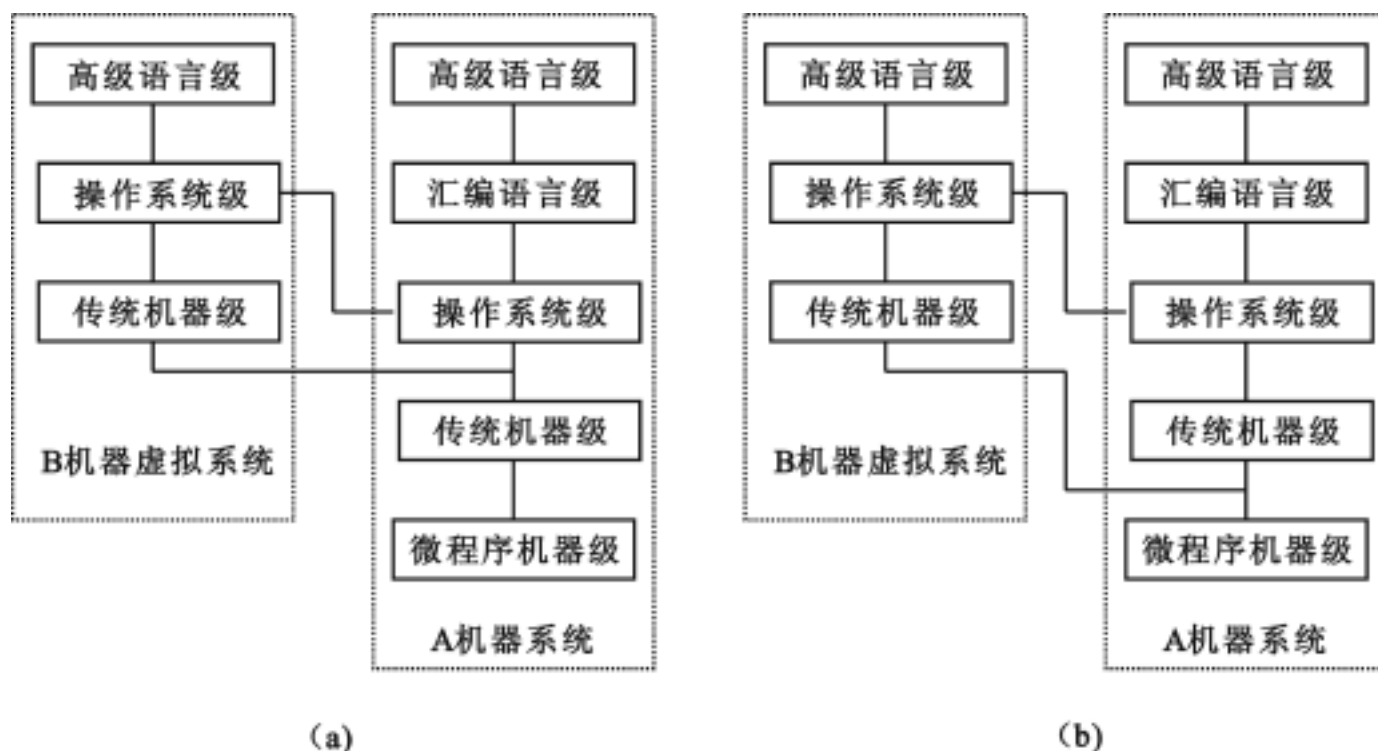 高级语言级
操作系统级
传统机器级
B机器虚拟系统
高级语言级
汇编语言级
操作系统级
传统机器级
微程序机器级
A机器系统
(a)
高级语言级
操作系统级
传统机器级
B机器虚拟系统
高级语言级
汇编语言级
操作系统级
传统机器级
微程序机器级
A机器系统
(b)